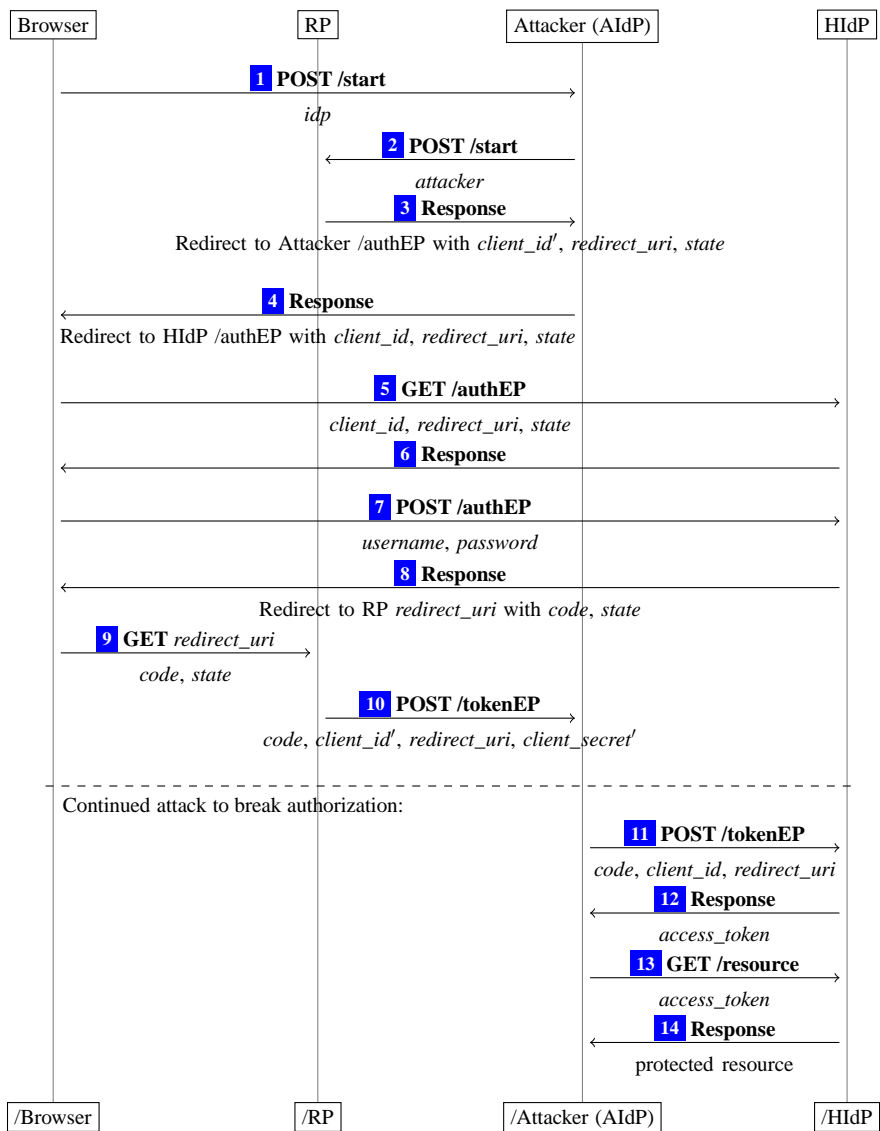 Browser RP Attacker (AIdP) HIdP
1 POST /start
idp
2 POST /start
attacker
3 Response
Redirect to Attacker /authEP with client_id′, redirect_uri, state
4 Response
Redirect to HIdP /authEP with client_id, redirect_uri, state
5 GET /authEP
client_id, redirect_uri, state
6 Response
7 POST /authEP
username, password
8 Response
Redirect to RP redirect_uri with code, state
9 GET redirect_uri
code, state
10 POST /tokenEP
code, client_id′, redirect_uri, client_secret′
Continued attack to break authorization:
11 POST /tokenEP
code, client_id, redirect_uri
12 Response
access_token
13 GET /resource
access_token
14 Response
protected resource
/Browser /RP /Attacker (AIdP) /HIdP